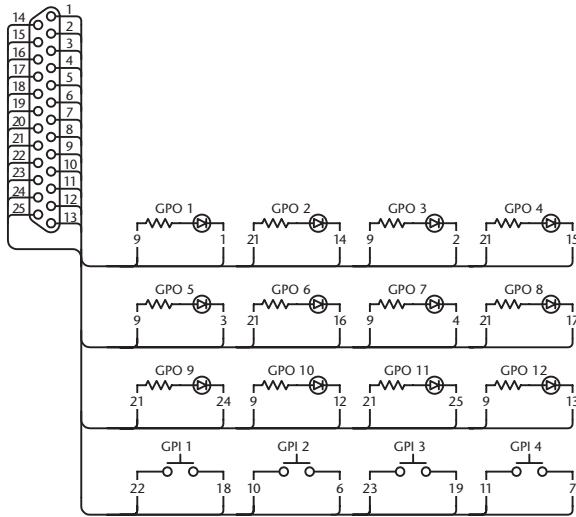 14 1
15 2
16 3
17 4
18 5
19 6
20 7
21 8
22 9
23 10
24 11
25 12
13
GPO 1 GPO 2 GPO 3 GPO 4
9 1 21 14 9 2 21 15
GPO 5 GPO 6 GPO 7 GPO 8
9 3 21 16 9 4 21 17
GPO 9 GPO 10 GPO 11 GPO 12
21 24 9 12 21 25 9 13
GPI 1 GPI 2 GPI 3 GPI 4
22 18 10 6 23 19 11 7